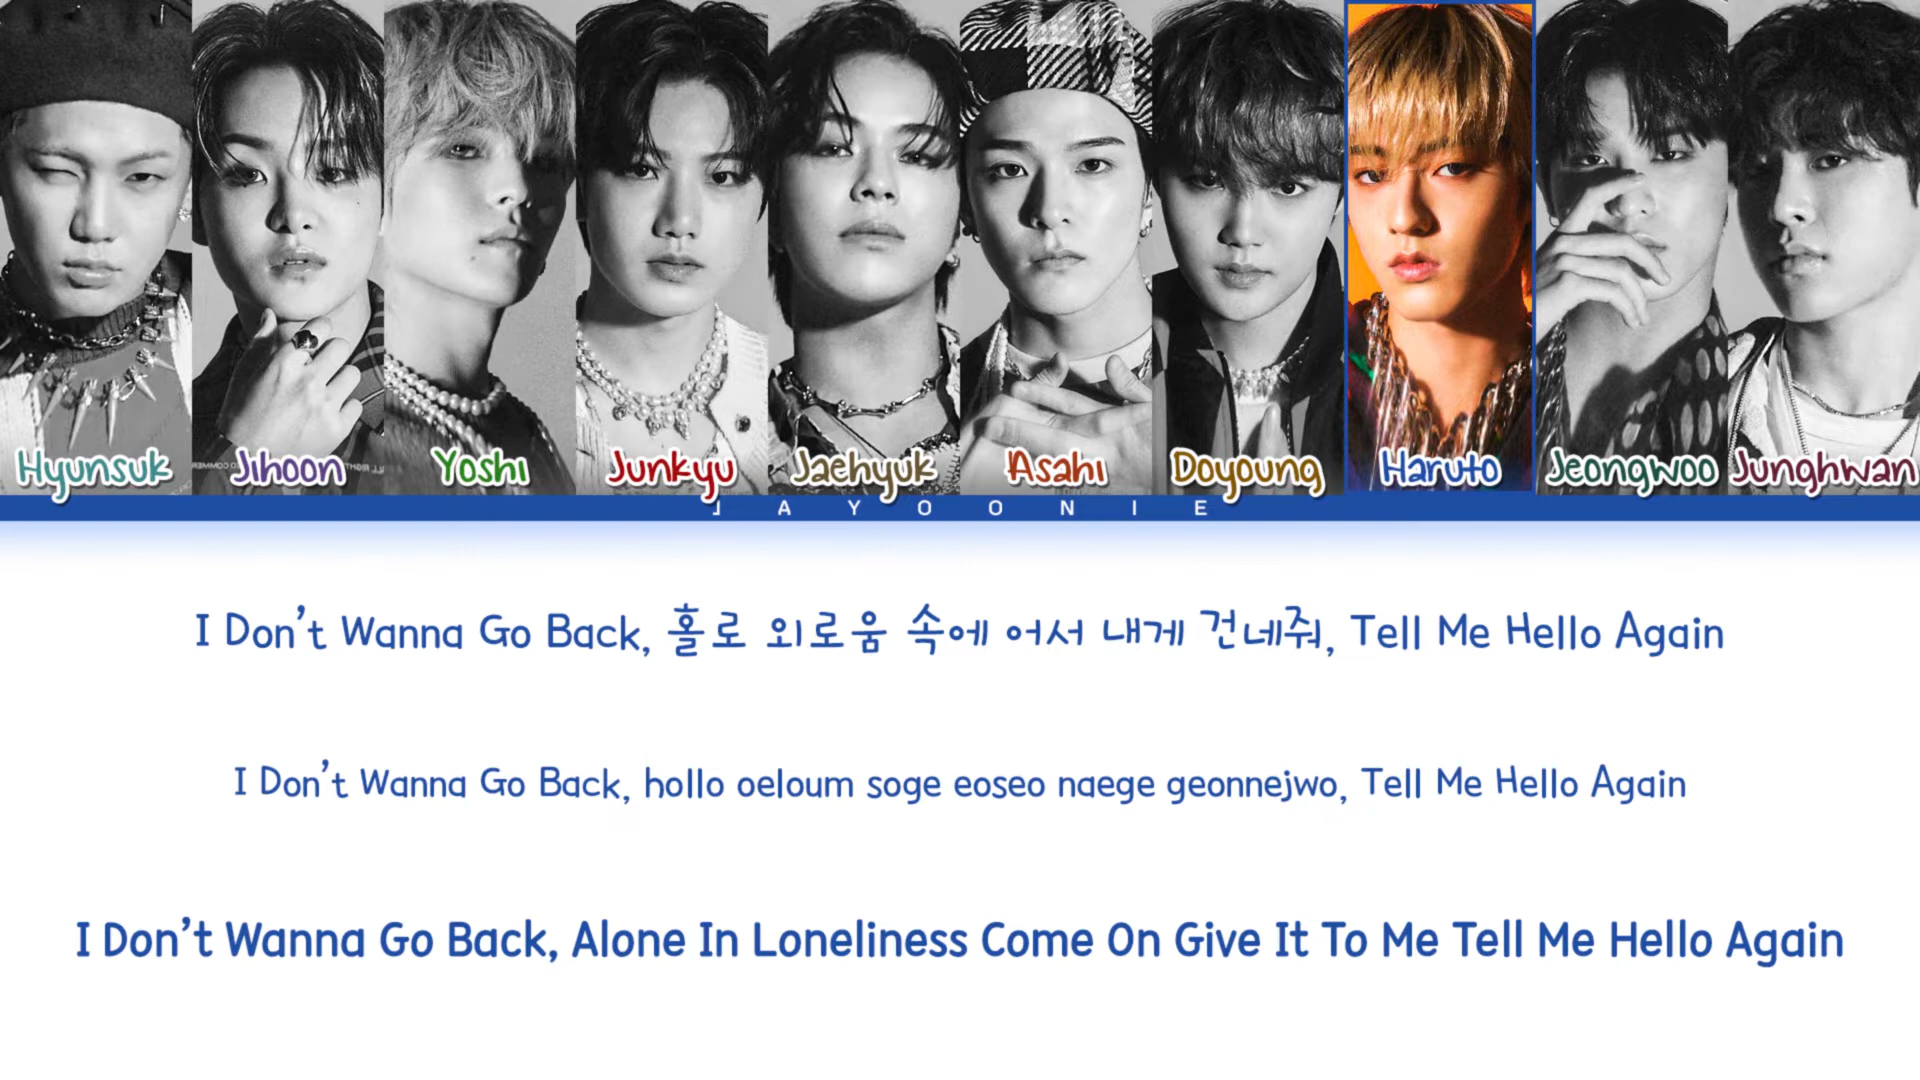 Hyunsuk Jihoon Yoshi Junkyu Jaehyuk Asahi Doyoung Haruto Jeongwoo Junghwan
JAYOONIE
I Don't Wanna Go Back, 홀로 외로움 속에 어서 내게 건네줘, Tell Me Hello Again
I Don't Wanna Go Back, hollo oeloum soge eoseo naege geonnejwo, Tell Me Hello Again
I Don't Wanna Go Back, Alone In Loneliness Come On Give It To Me Tell Me Hello Again